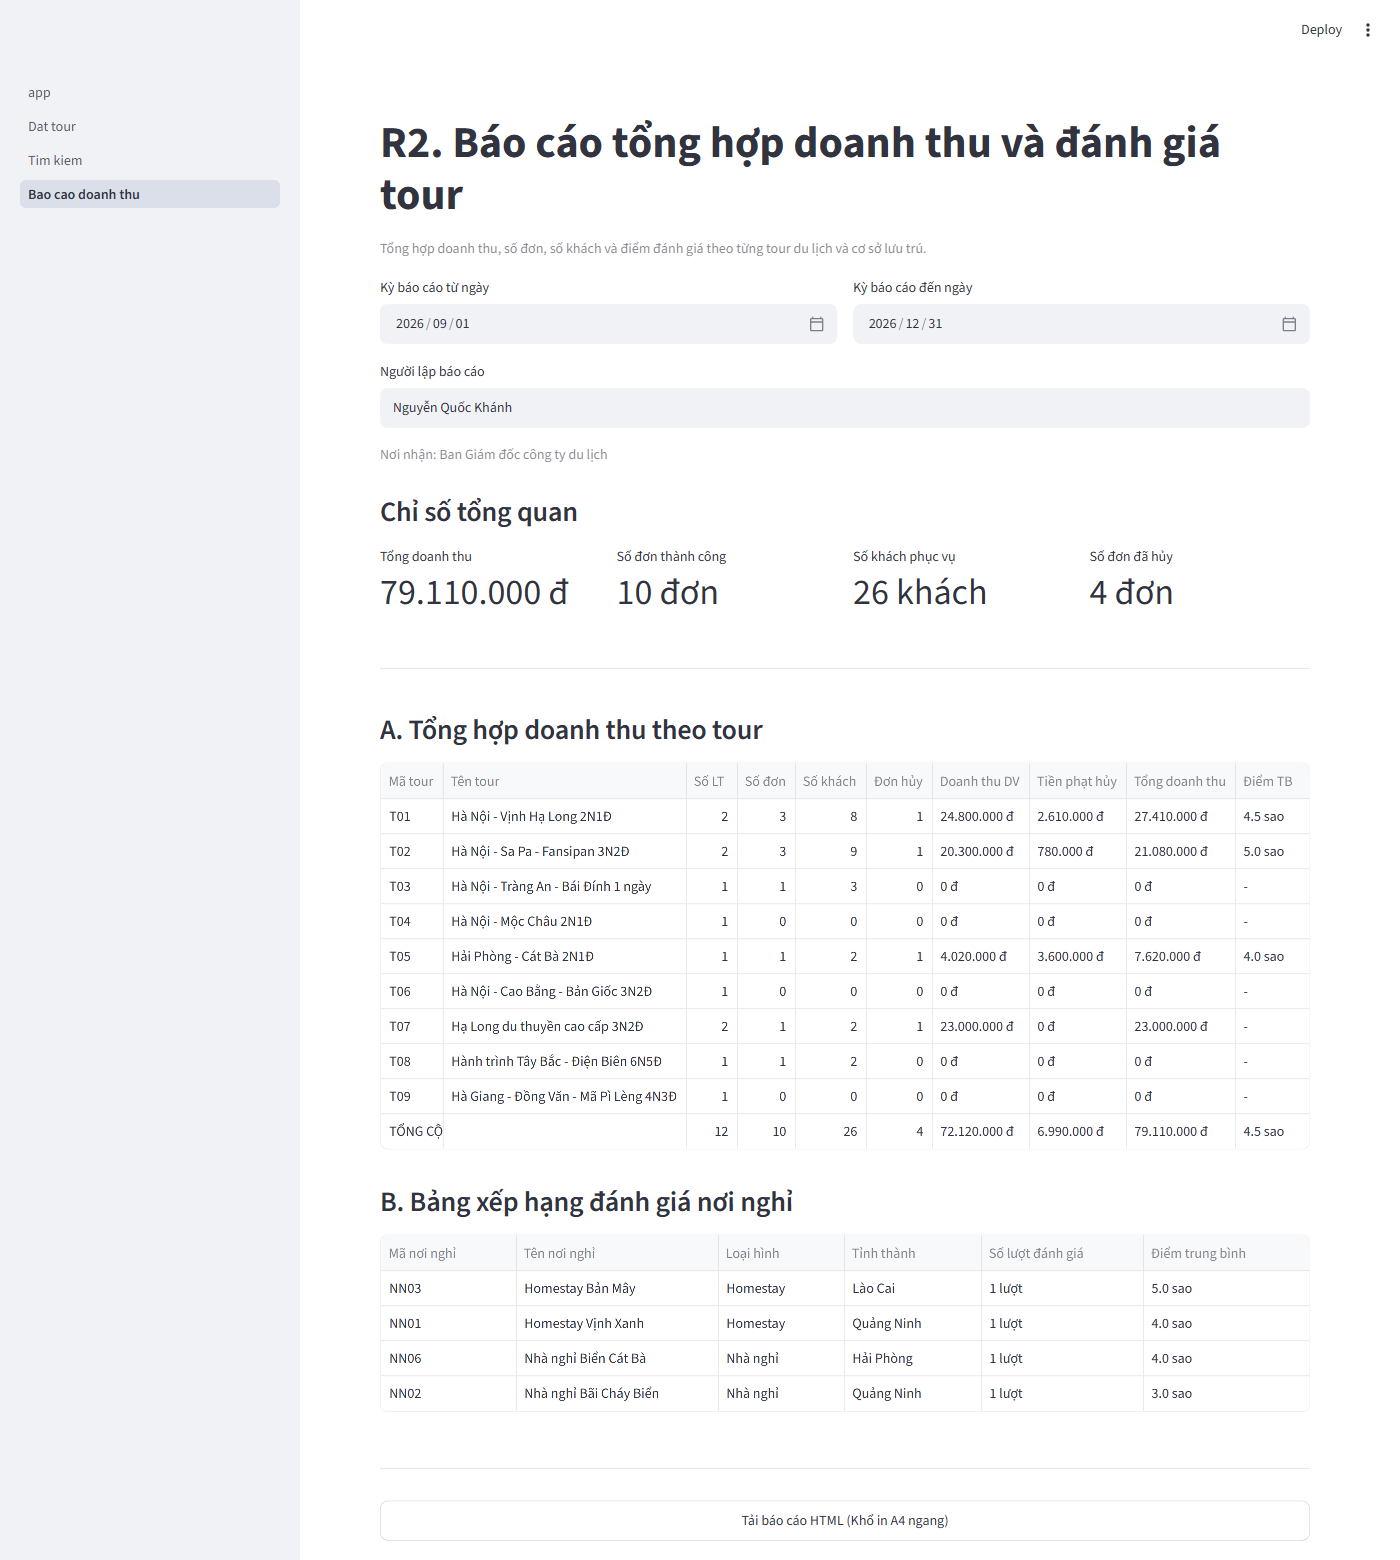 Deploy
app
Dat tour
Tim kiem
Bao cao doanh thu
R2. Báo cáo tổng hợp doanh thu và đánh giá
tour
Tổng hợp doanh thu, số đơn, số khách và điểm đánh giá theo từng tour du lịch và cơ sở lưu trú.
Kỳ báo cáo từ ngày Kỳ báo cáo đến ngày
2026/09/01 2026/12/31
Người lập báo cáo
Nguyễn Quốc Khánh
Nơi nhận: Ban Giám đốc công ty du lịch
Chỉ số tổng quan
Tổng doanh thu Số đơn thành công Số khách phục vụ Số đơn đã hủy
79.110.000 đ 10 đơn 26 khách 4 đơn
A. Tổng hợp doanh thu theo tour
Mã tour Tên tour Số LT Số đơn Số khách Đơn hủy Doanh thu DV Tiền phạt hủy Tổng doanh thu Điểm TB
T01 Hà Nội - Vịnh Hạ Long 2N1Đ 2 3 8 1 24.800.000 đ 2.610.000 đ 27.410.000 đ 4.5 sao
T02 Hà Nội - Sa Pa - Fansipan 3N2Đ 2 3 9 1 20.300.000 đ 780.000 đ 21.080.000 đ 5.0 sao
T03 Hà Nội - Tràng An - Bái Đính 1 ngày 1 1 3 0 0 đ 0 đ 0 đ -
T04 Hà Nội - Mộc Châu 2N1Đ 1 0 0 0 0 đ 0 đ 0 đ -
T05 Hải Phòng - Cát Bà 2N1Đ 1 1 2 1 4.020.000 đ 3.600.000 đ 7.620.000 đ 4.0 sao
T06 Hà Nội - Cao Bằng - Bản Giốc 3N2Đ 1 0 0 0 0 đ 0 đ 0 đ -
T07 Hạ Long du thuyền cao cấp 3N2Đ 2 1 2 1 23.000.000 đ 0 đ 23.000.000 đ -
T08 Hành trình Tây Bắc - Điện Biên 6N5Đ 1 1 2 0 0 đ 0 đ 0 đ -
T09 Hà Giang - Đồng Văn - Mã Pì Lèng 4N3Đ 1 0 0 0 0 đ 0 đ 0 đ -
TỔNG CỘ 12 10 26 4 72.120.000 đ 6.990.000 đ 79.110.000 đ 4.5 sao
B. Bảng xếp hạng đánh giá nơi nghỉ
Mã nơi nghỉ Tên nơi nghỉ Loại hình Tỉnh thành Số lượt đánh giá Điểm trung bình
NN03 Homestay Bản Mây Homestay Lào Cai 1 lượt 5.0 sao
NN01 Homestay Vịnh Xanh Homestay Quảng Ninh 1 lượt 4.0 sao
NN06 Nhà nghỉ Biển Cát Bà Nhà nghỉ Hải Phòng 1 lượt 4.0 sao
NN02 Nhà nghỉ Bãi Cháy Biển Nhà nghỉ Quảng Ninh 1 lượt 3.0 sao
Tải báo cáo HTML (Khổ in A4 ngang)